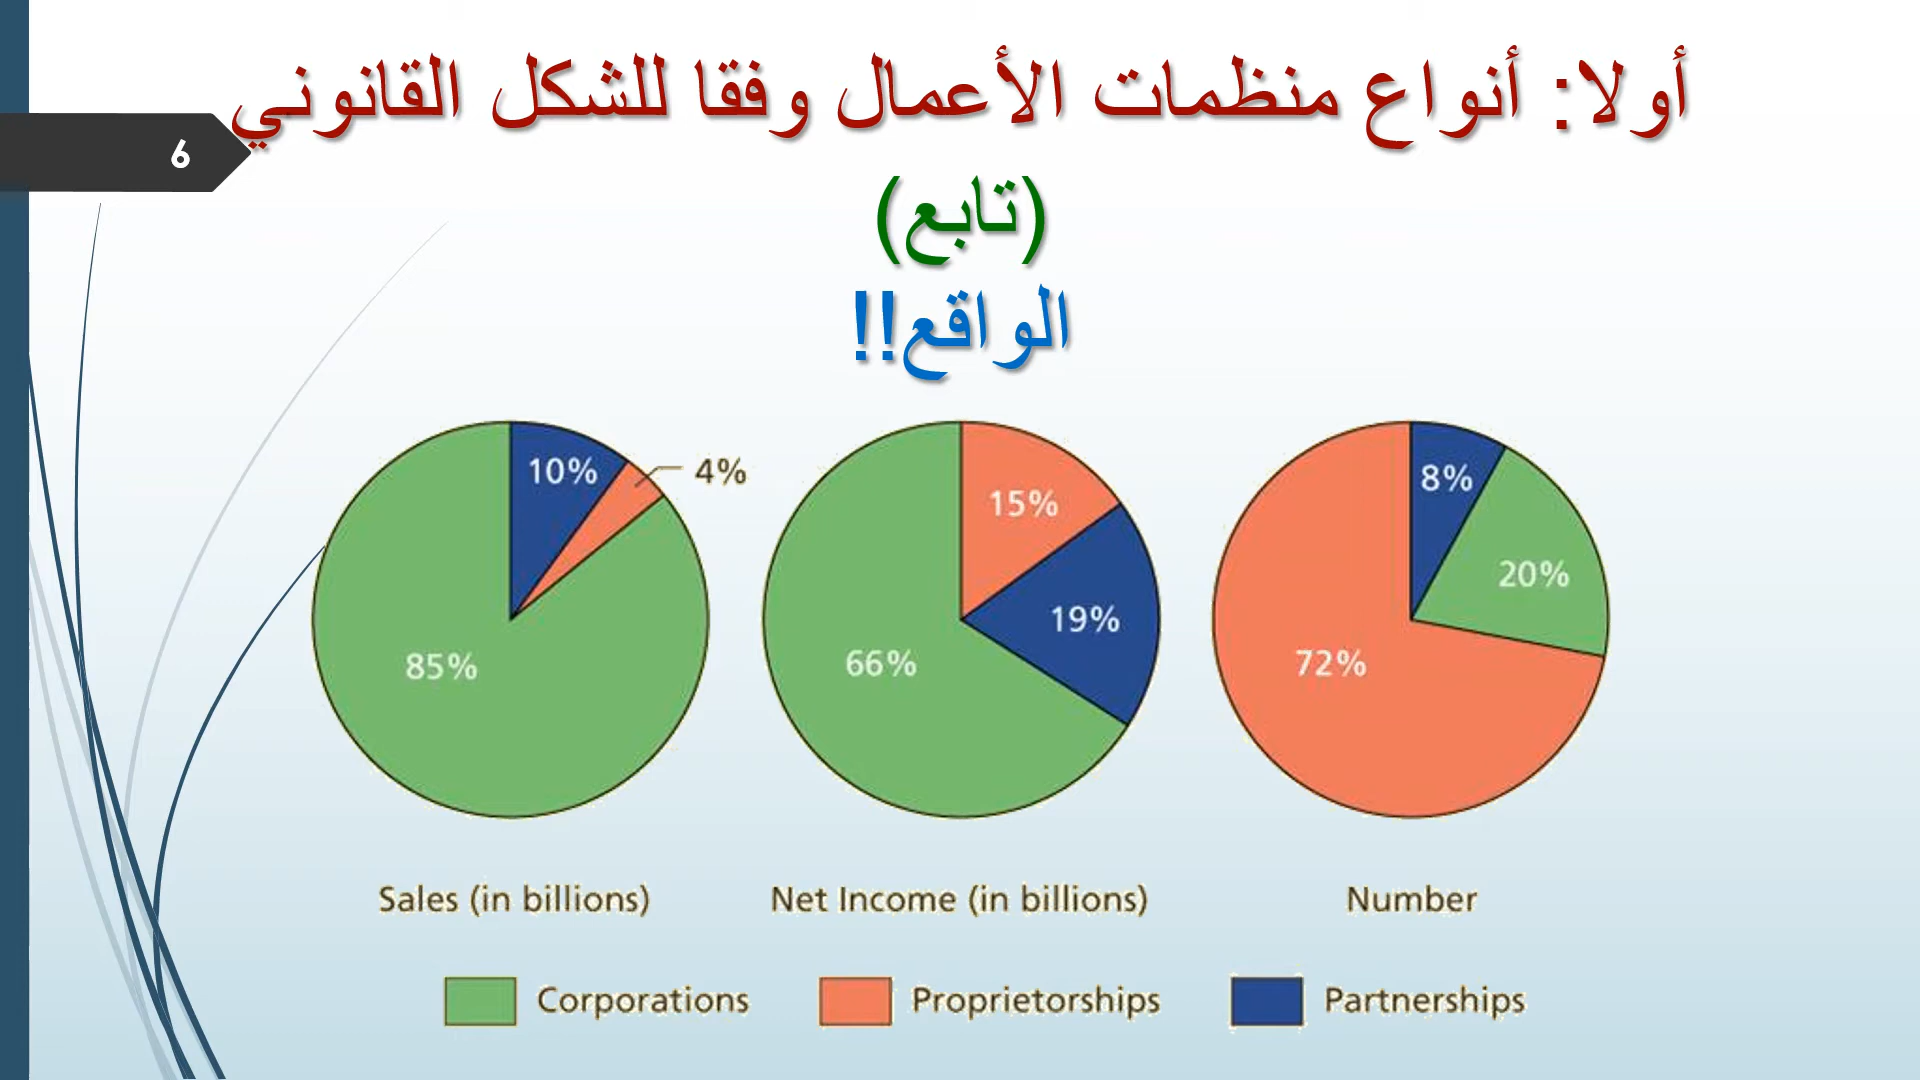 أولا: أنواع منظمات الأعمال وفقا للشكل القانوني
6
(تابع)
الواقع!!
10%
4%
85%
15%
19%
66%
8%
20%
72%
Sales (in billions)
Net Income (in billions)
Number
Corporations
Proprietorships
Partnerships